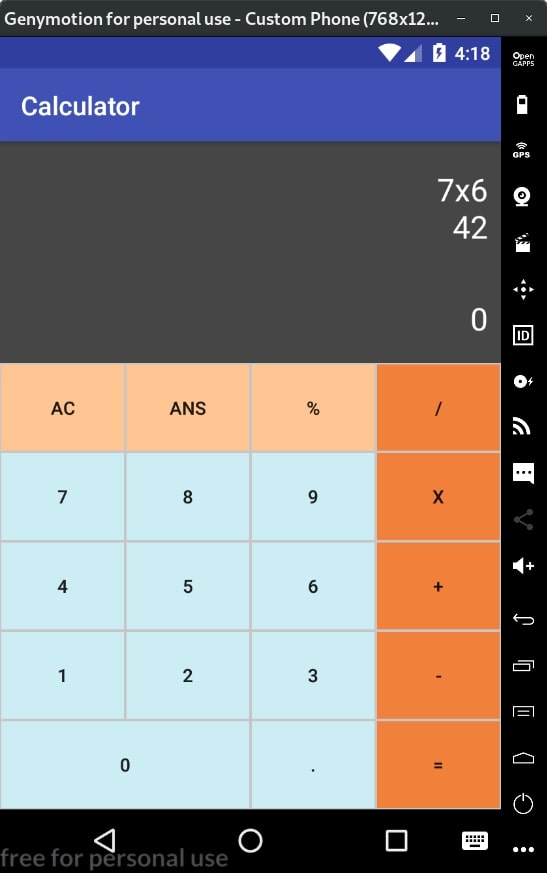 Genymotion for personal use - Custom Phone (768x12...
4:18
Open GAPPS
Calculator
GPS
7x6
42
0
ID
AC ANS % /
7 8 9 X
4 5 6 +
1 2 3 -
0 . =
free for personal use